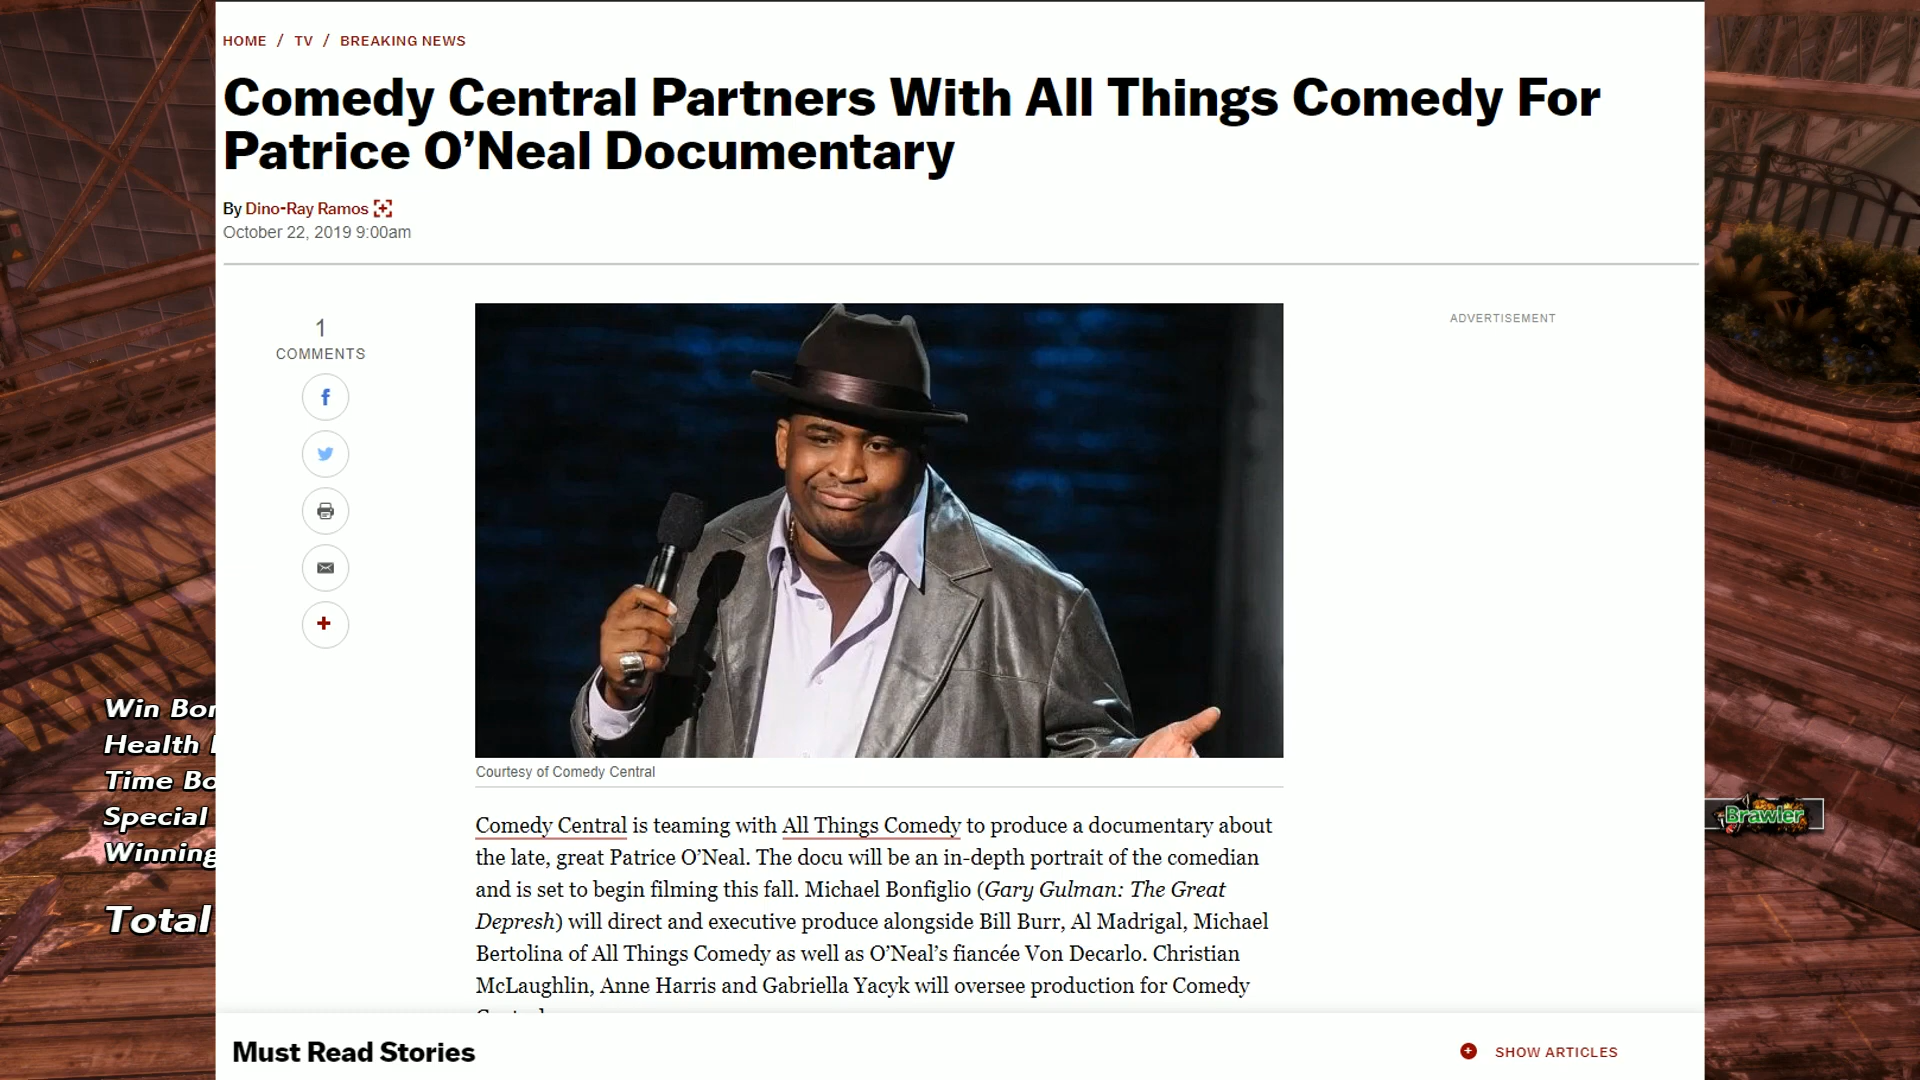 HOME / TV / BREAKING NEWS
Comedy Central Partners With All Things Comedy For
Patrice O’Neal Documentary
By Dino-Ray Ramos
October 22, 2019 9:00am
1
COMMENTS
ADVERTISEMENT
Courtesy of Comedy Central
Comedy Central is teaming with All Things Comedy to produce a documentary about
the late, great Patrice O’Neal. The docu will be an in-depth portrait of the comedian
and is set to begin filming this fall. Michael Bonfiglio (Gary Gulman: The Great
Depresh) will direct and executive produce alongside Bill Burr, Al Madrigal, Michael
Bertolina of All Things Comedy as well as O’Neal’s fiancée Von Decarlo. Christian
McLaughlin, Anne Harris and Gabriella Yacyk will oversee production for Comedy
Must Read Stories
SHOW ARTICLES
Win
Health
Time
Special
Winning
Total
Brawler